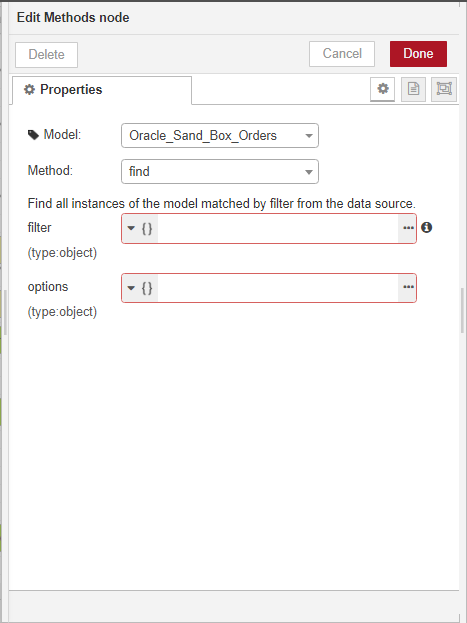 Edit Methods node
Delete
Cancel
Done
Properties
Model:
Oracle_Sand_Box_Orders
Method:
find
Find all instances of the model matched by filter from the data source.
filter
{}
...
(type:object)
options
{}
...
(type:object)